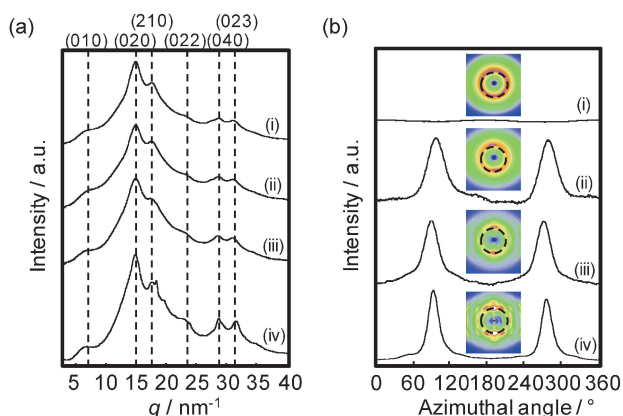 (a)
(210)
(023)
(010) (020) (022) (040)
(i)
(ii)
(iii)
(iv)
Intensity / a.u.
5 10 15 20 25 30 35 40
q / nm⁻¹
(b)
(i)
(ii)
(iii)
(iv)
Intensity / a.u.
0 60 120 180 240 300 360
Azimuthal angle / °